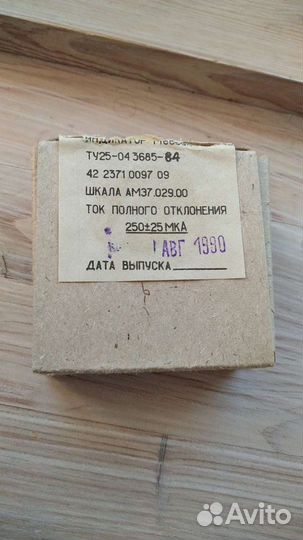 ИНДИКАТОР
ТУ25-04 3685-84
42 2371 0097 09
ШКАЛА АМ37.029.00
ТОК ПОЛНОГО ОТКЛОНЕНИЯ
250±25 МКА
АВГ 1990
ДАТА ВЫПУСКА
Avito